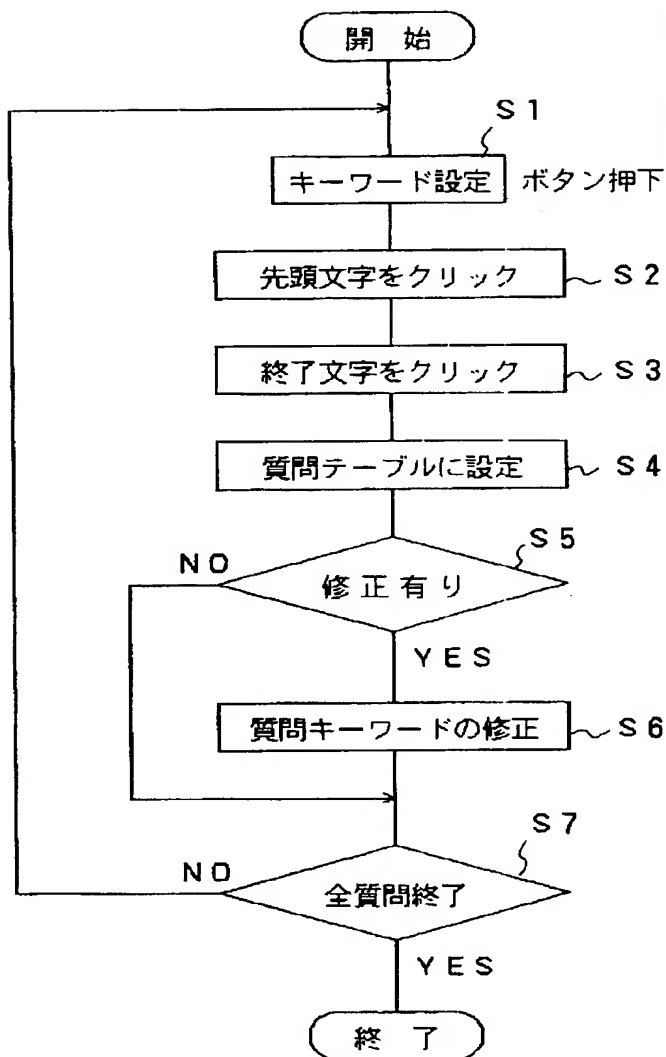 開 始
S1
キーワード設定 ボタン押下
先頭文字をクリック S2
終了文字をクリック S3
質問テーブルに設定 S4
S5
NO
修正有り
YES
質問キーワードの修正 S6
S7
NO
全質問終了
YES
終 了